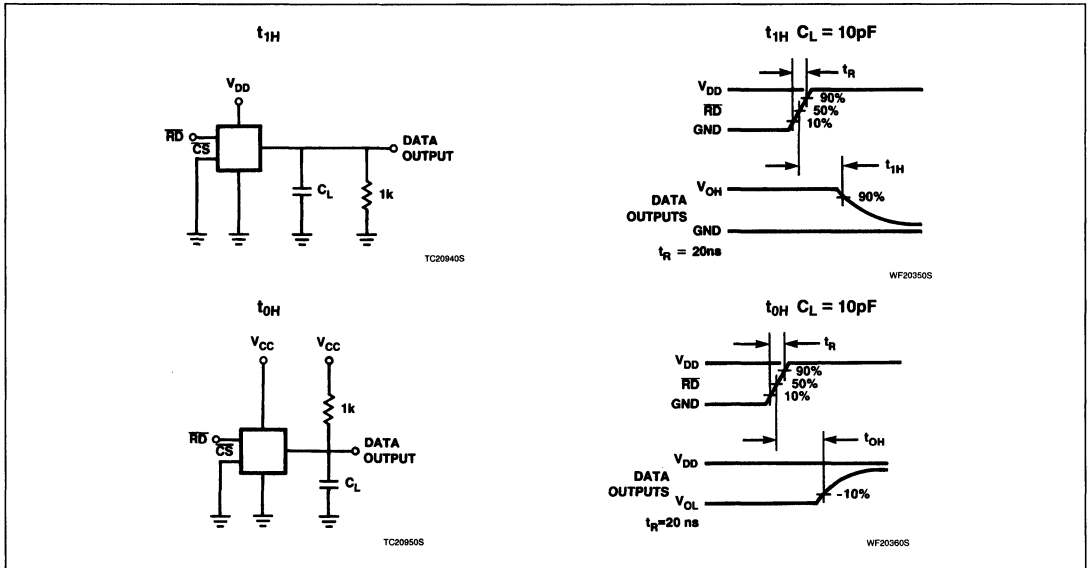 t1H
VDD
RD
CS
DATA
OUTPUT
CL
1k
TC20940S
t1H CL = 10pF
tR
VDD
90%
RD
50%
10%
GND
t1H
VOH
90%
DATA
OUTPUTS
GND
tR = 20ns
WF20350S
t0H
VCC
VCC
1k
RD
CS
DATA
OUTPUT
CL
TC20950S
t0H CL = 10pF
tR
VDD
90%
RD
50%
10%
GND
tOH
VDD
DATA
OUTPUTS
VOL
-10%
tR=20 ns
WF20360S